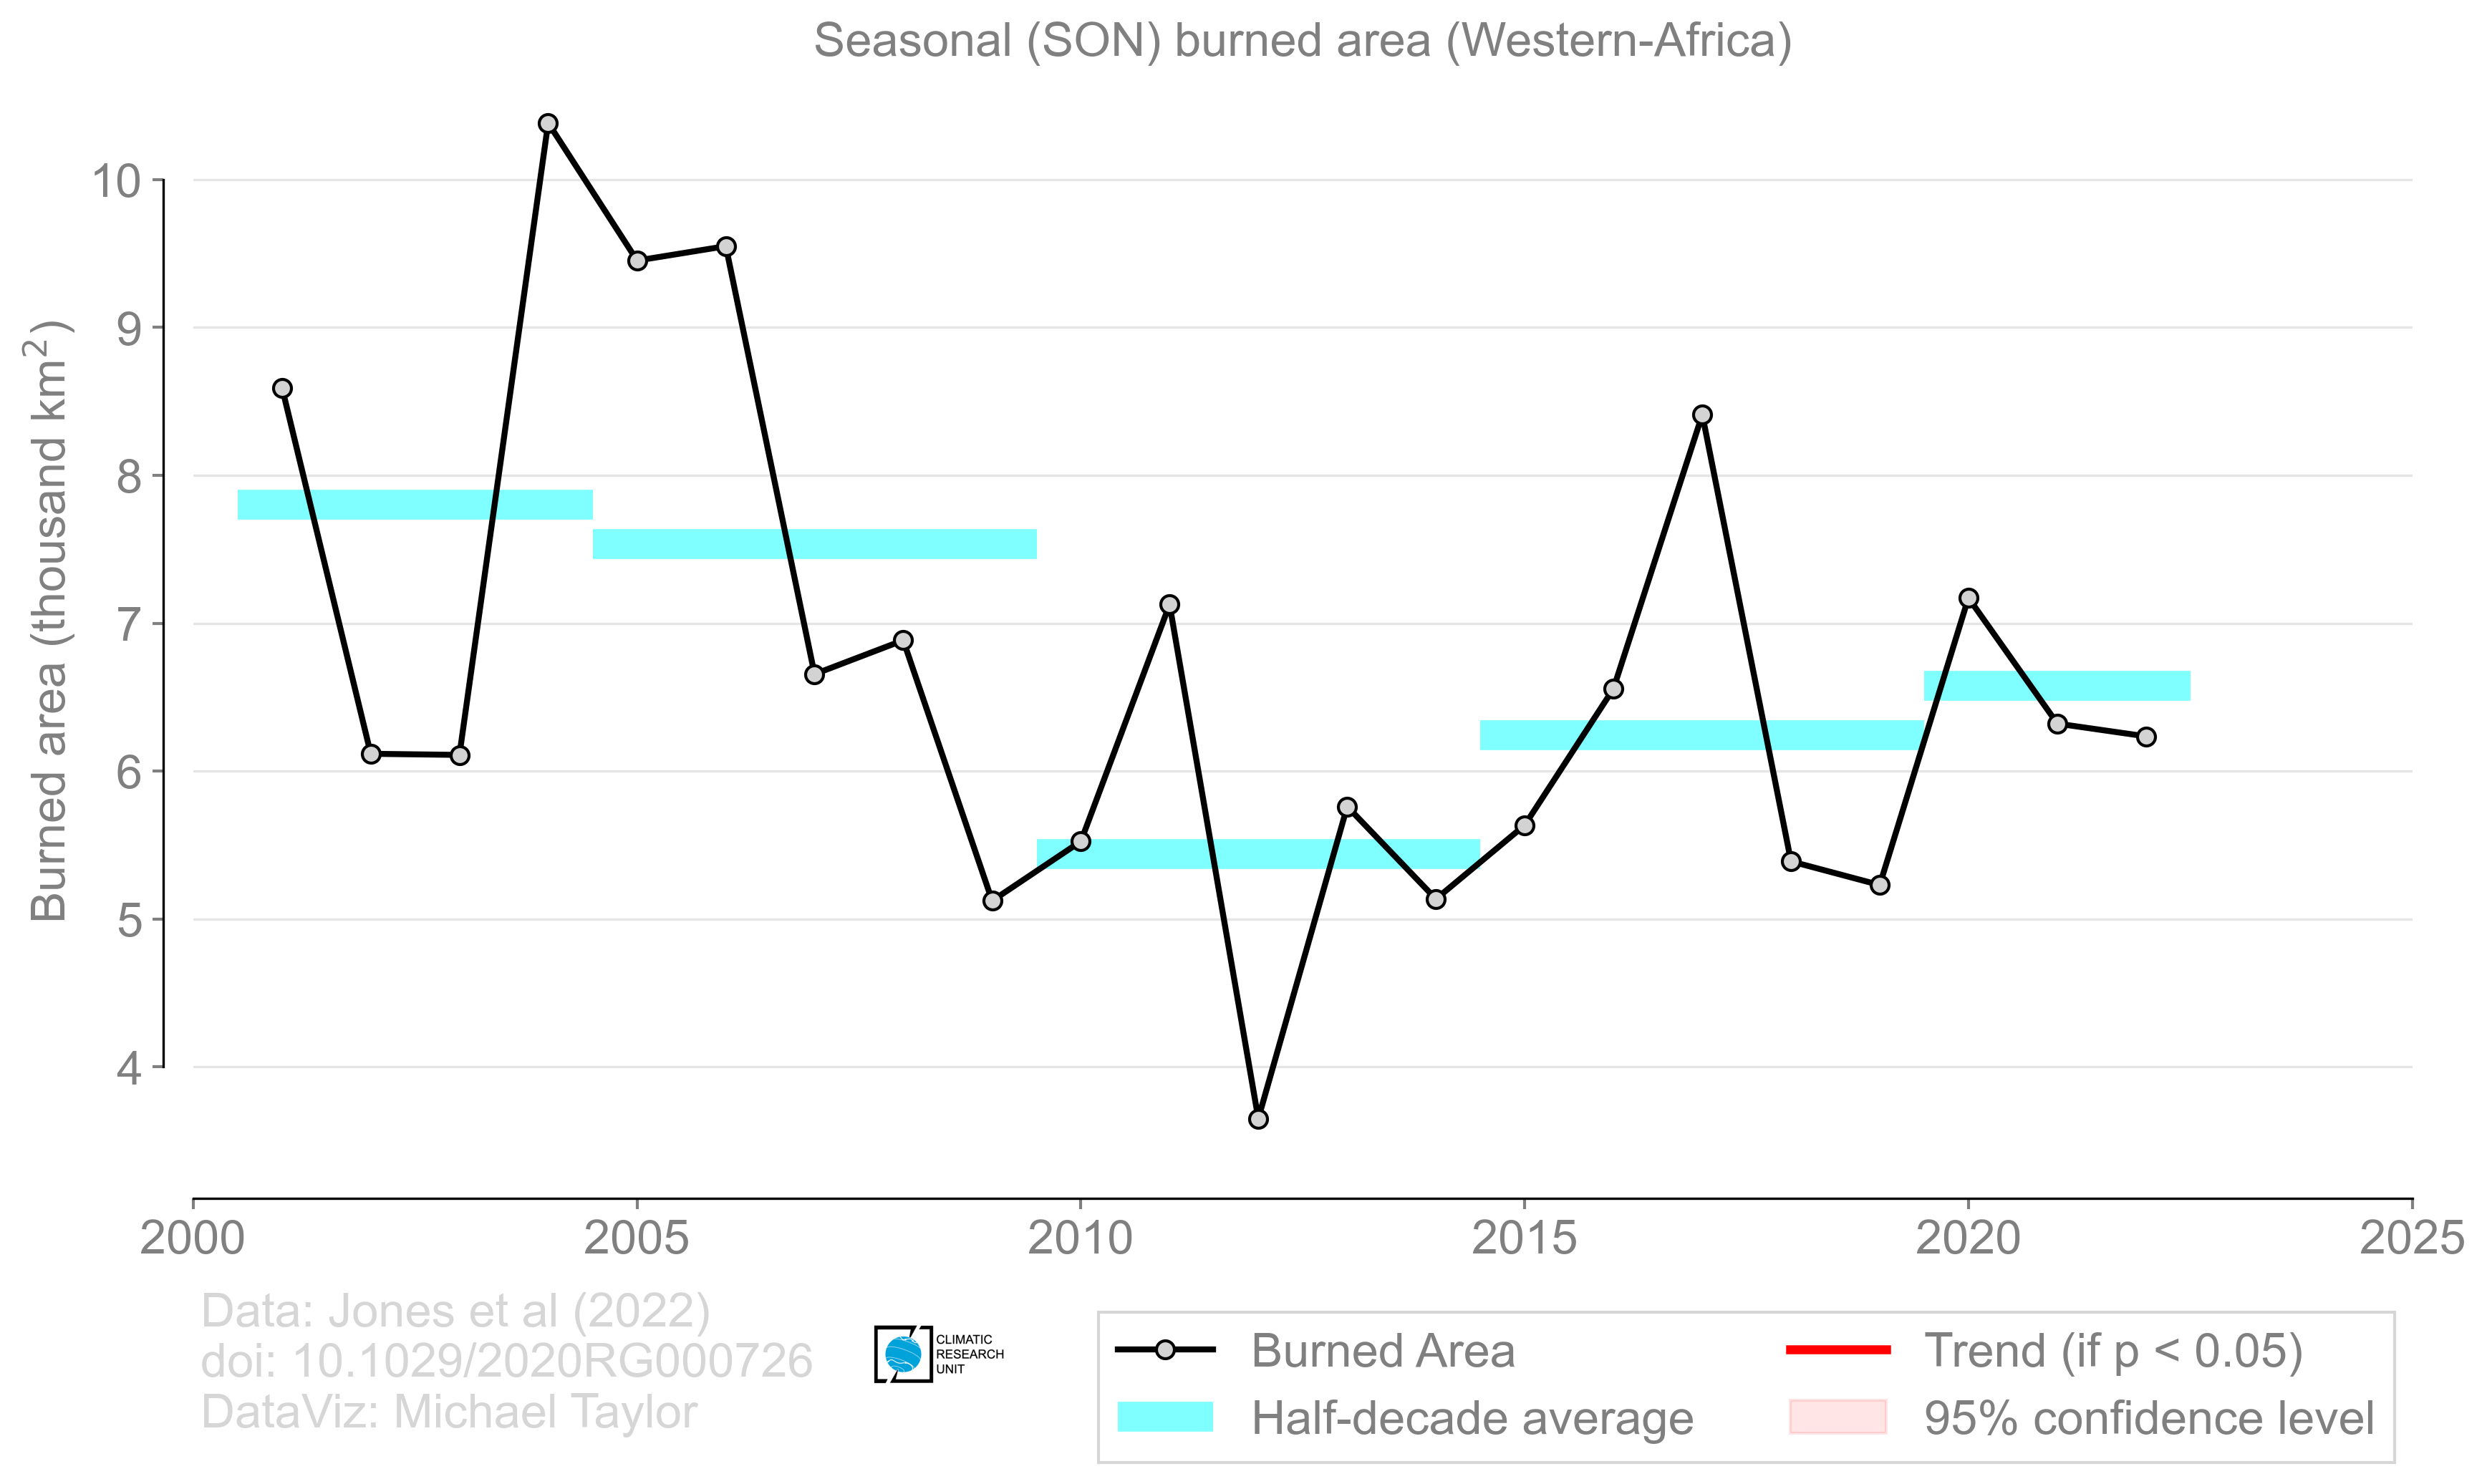 Seasonal (SON) burned area (Western-Africa)
Burned area (thousand km²)
10
9
8
7
6
5
4
2000 2005 2010 2015 2020 2025
Data: Jones et al (2022)
doi: 10.1029/2020RG000726
DataViz: Michael Taylor
CLIMATIC
RESEARCH
UNIT
Burned Area
Half-decade average
Trend (if p < 0.05)
95% confidence level